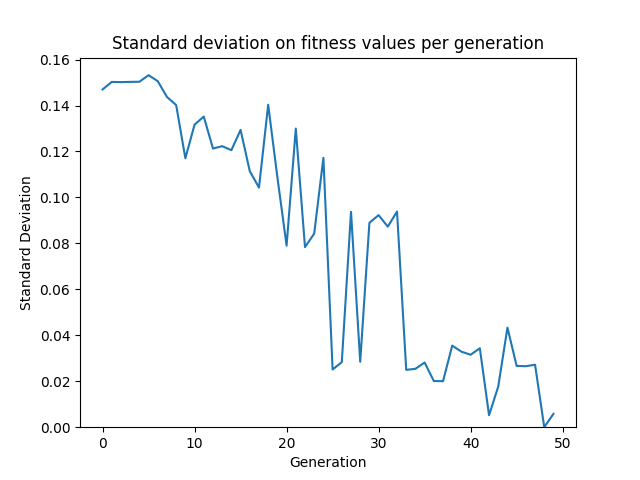 Standard deviation on fitness values per generation
0.16
0.14
0.12
0.10
0.08
0.06
0.04
0.02
0.00
Standard Deviation
0 10 20 30 40 50
Generation